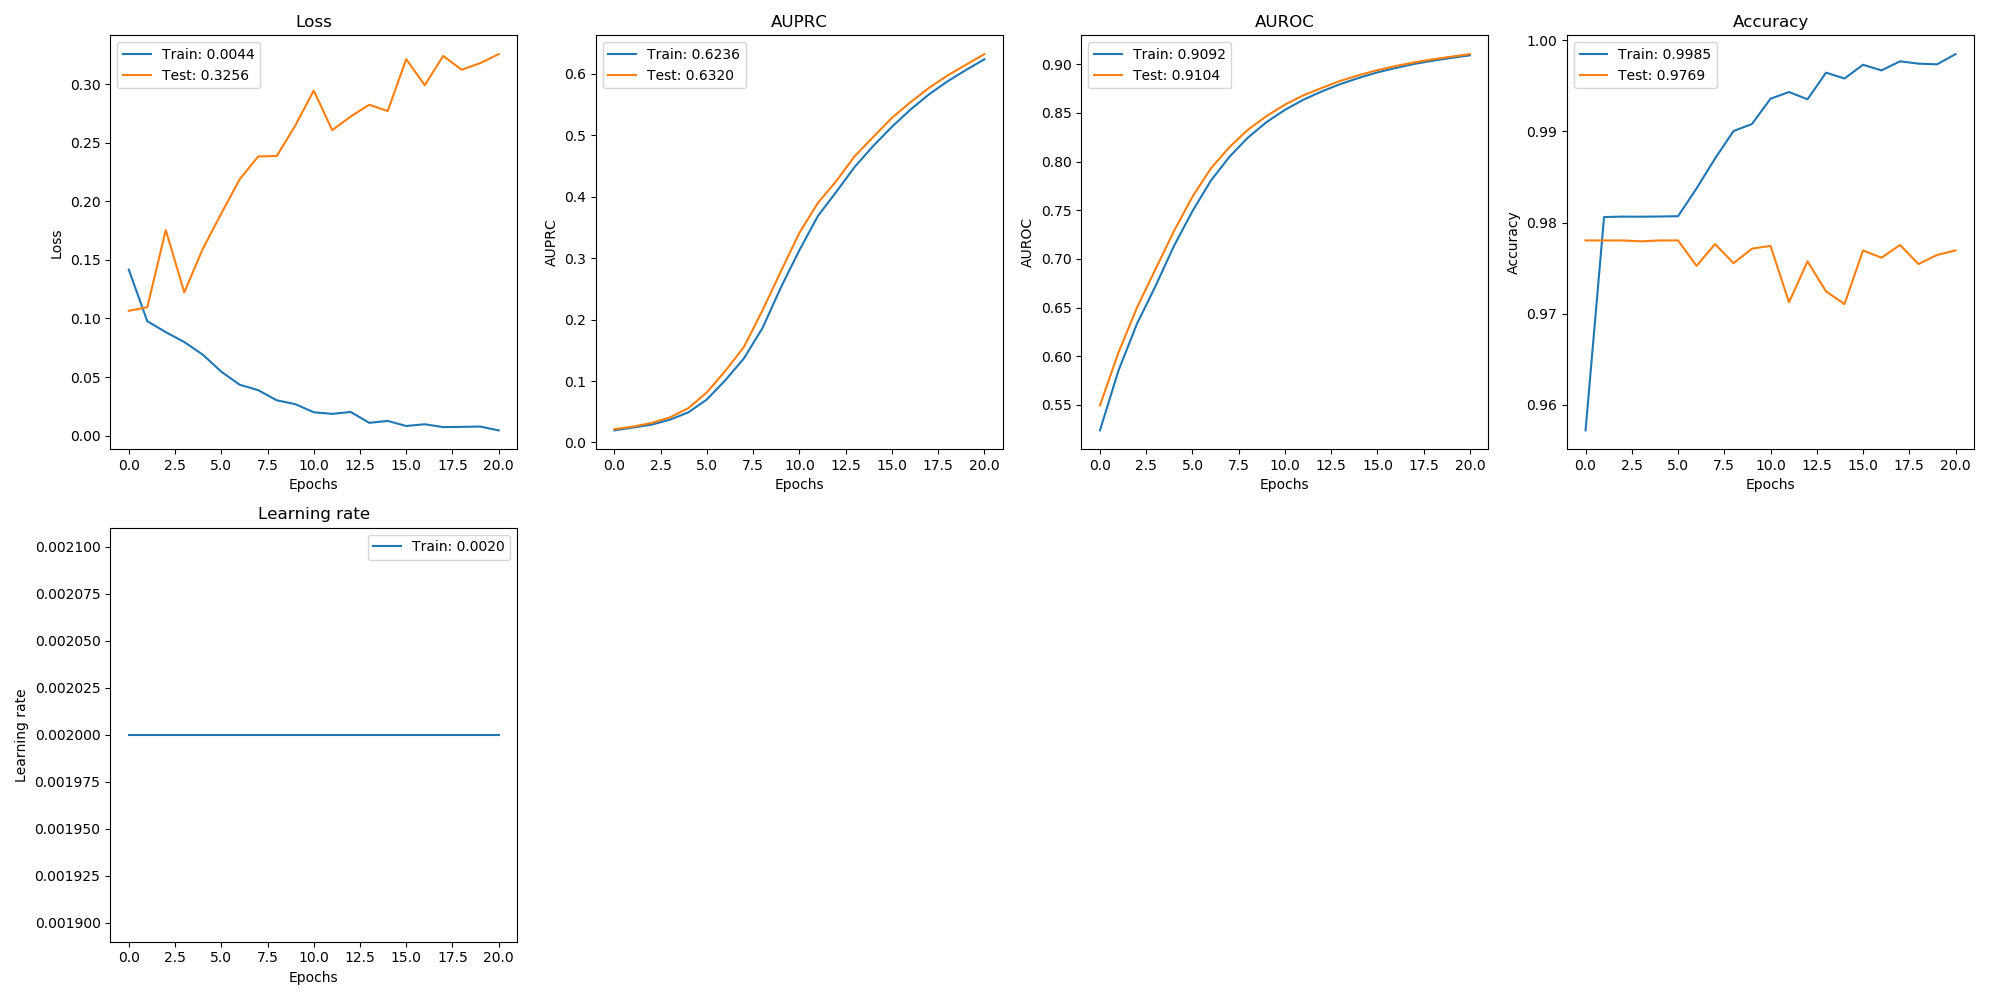 Loss
Train: 0.0044
Test: 0.3256
0.30
0.25
0.20
0.15
0.10
0.05
0.00
Loss
0.0 2.5 5.0 7.5 10.0 12.5 15.0 17.5 20.0
Epochs
AUPRC
Train: 0.6236
Test: 0.6320
0.6
0.5
0.4
0.3
0.2
0.1
0.0
AUPRC
0.0 2.5 5.0 7.5 10.0 12.5 15.0 17.5 20.0
Epochs
AUROC
Train: 0.9092
Test: 0.9104
0.90
0.85
0.80
0.75
0.70
0.65
0.60
0.55
AUROC
0.0 2.5 5.0 7.5 10.0 12.5 15.0 17.5 20.0
Epochs
Accuracy
Train: 0.9985
Test: 0.9769
1.00
0.99
0.98
0.97
0.96
Accuracy
0.0 2.5 5.0 7.5 10.0 12.5 15.0 17.5 20.0
Epochs
Learning rate
Train: 0.0020
0.002100
0.002075
0.002050
0.002025
0.002000
0.001975
0.001950
0.001925
0.001900
Learning rate
0.0 2.5 5.0 7.5 10.0 12.5 15.0 17.5 20.0
Epochs